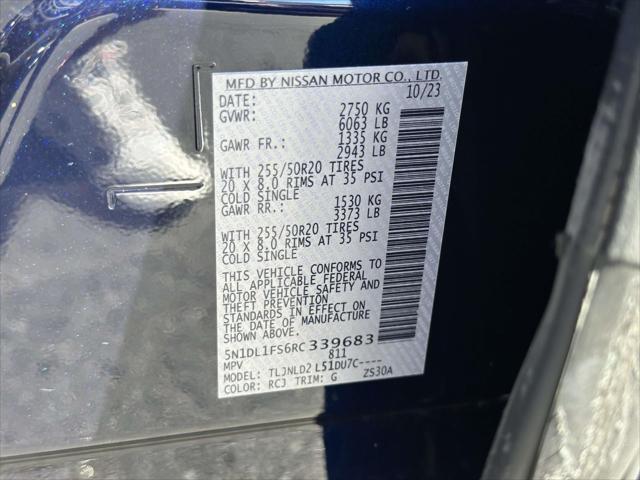 MFD BY NISSAN MOTOR CO., LTD.
DATE: 10/23
GVWR: 2750 KG
6063 LB
GAWR FR.: 1335 KG
2943 LB
WITH 255/50R20 TIRES
20 X 8.0 RIMS AT 35 PSI
COLD SINGLE
GAWR RR.: 1530 KG
3373 LB
WITH 255/50R20 TIRES
20 X 8.0 RIMS AT 35 PSI
COLD SINGLE
THIS VEHICLE CONFORMS TO
ALL APPLICABLE FEDERAL
MOTOR VEHICLE SAFETY AND
THEFT PREVENTION
STANDARDS IN EFFECT ON
THE DATE OF MANUFACTURE
SHOWN ABOVE.
5N1DL1FS6RC339683
MPV 811
MODEL: TLJNLD2 L51DU7C----
COLOR: RCJ TRIM: G ZS30A